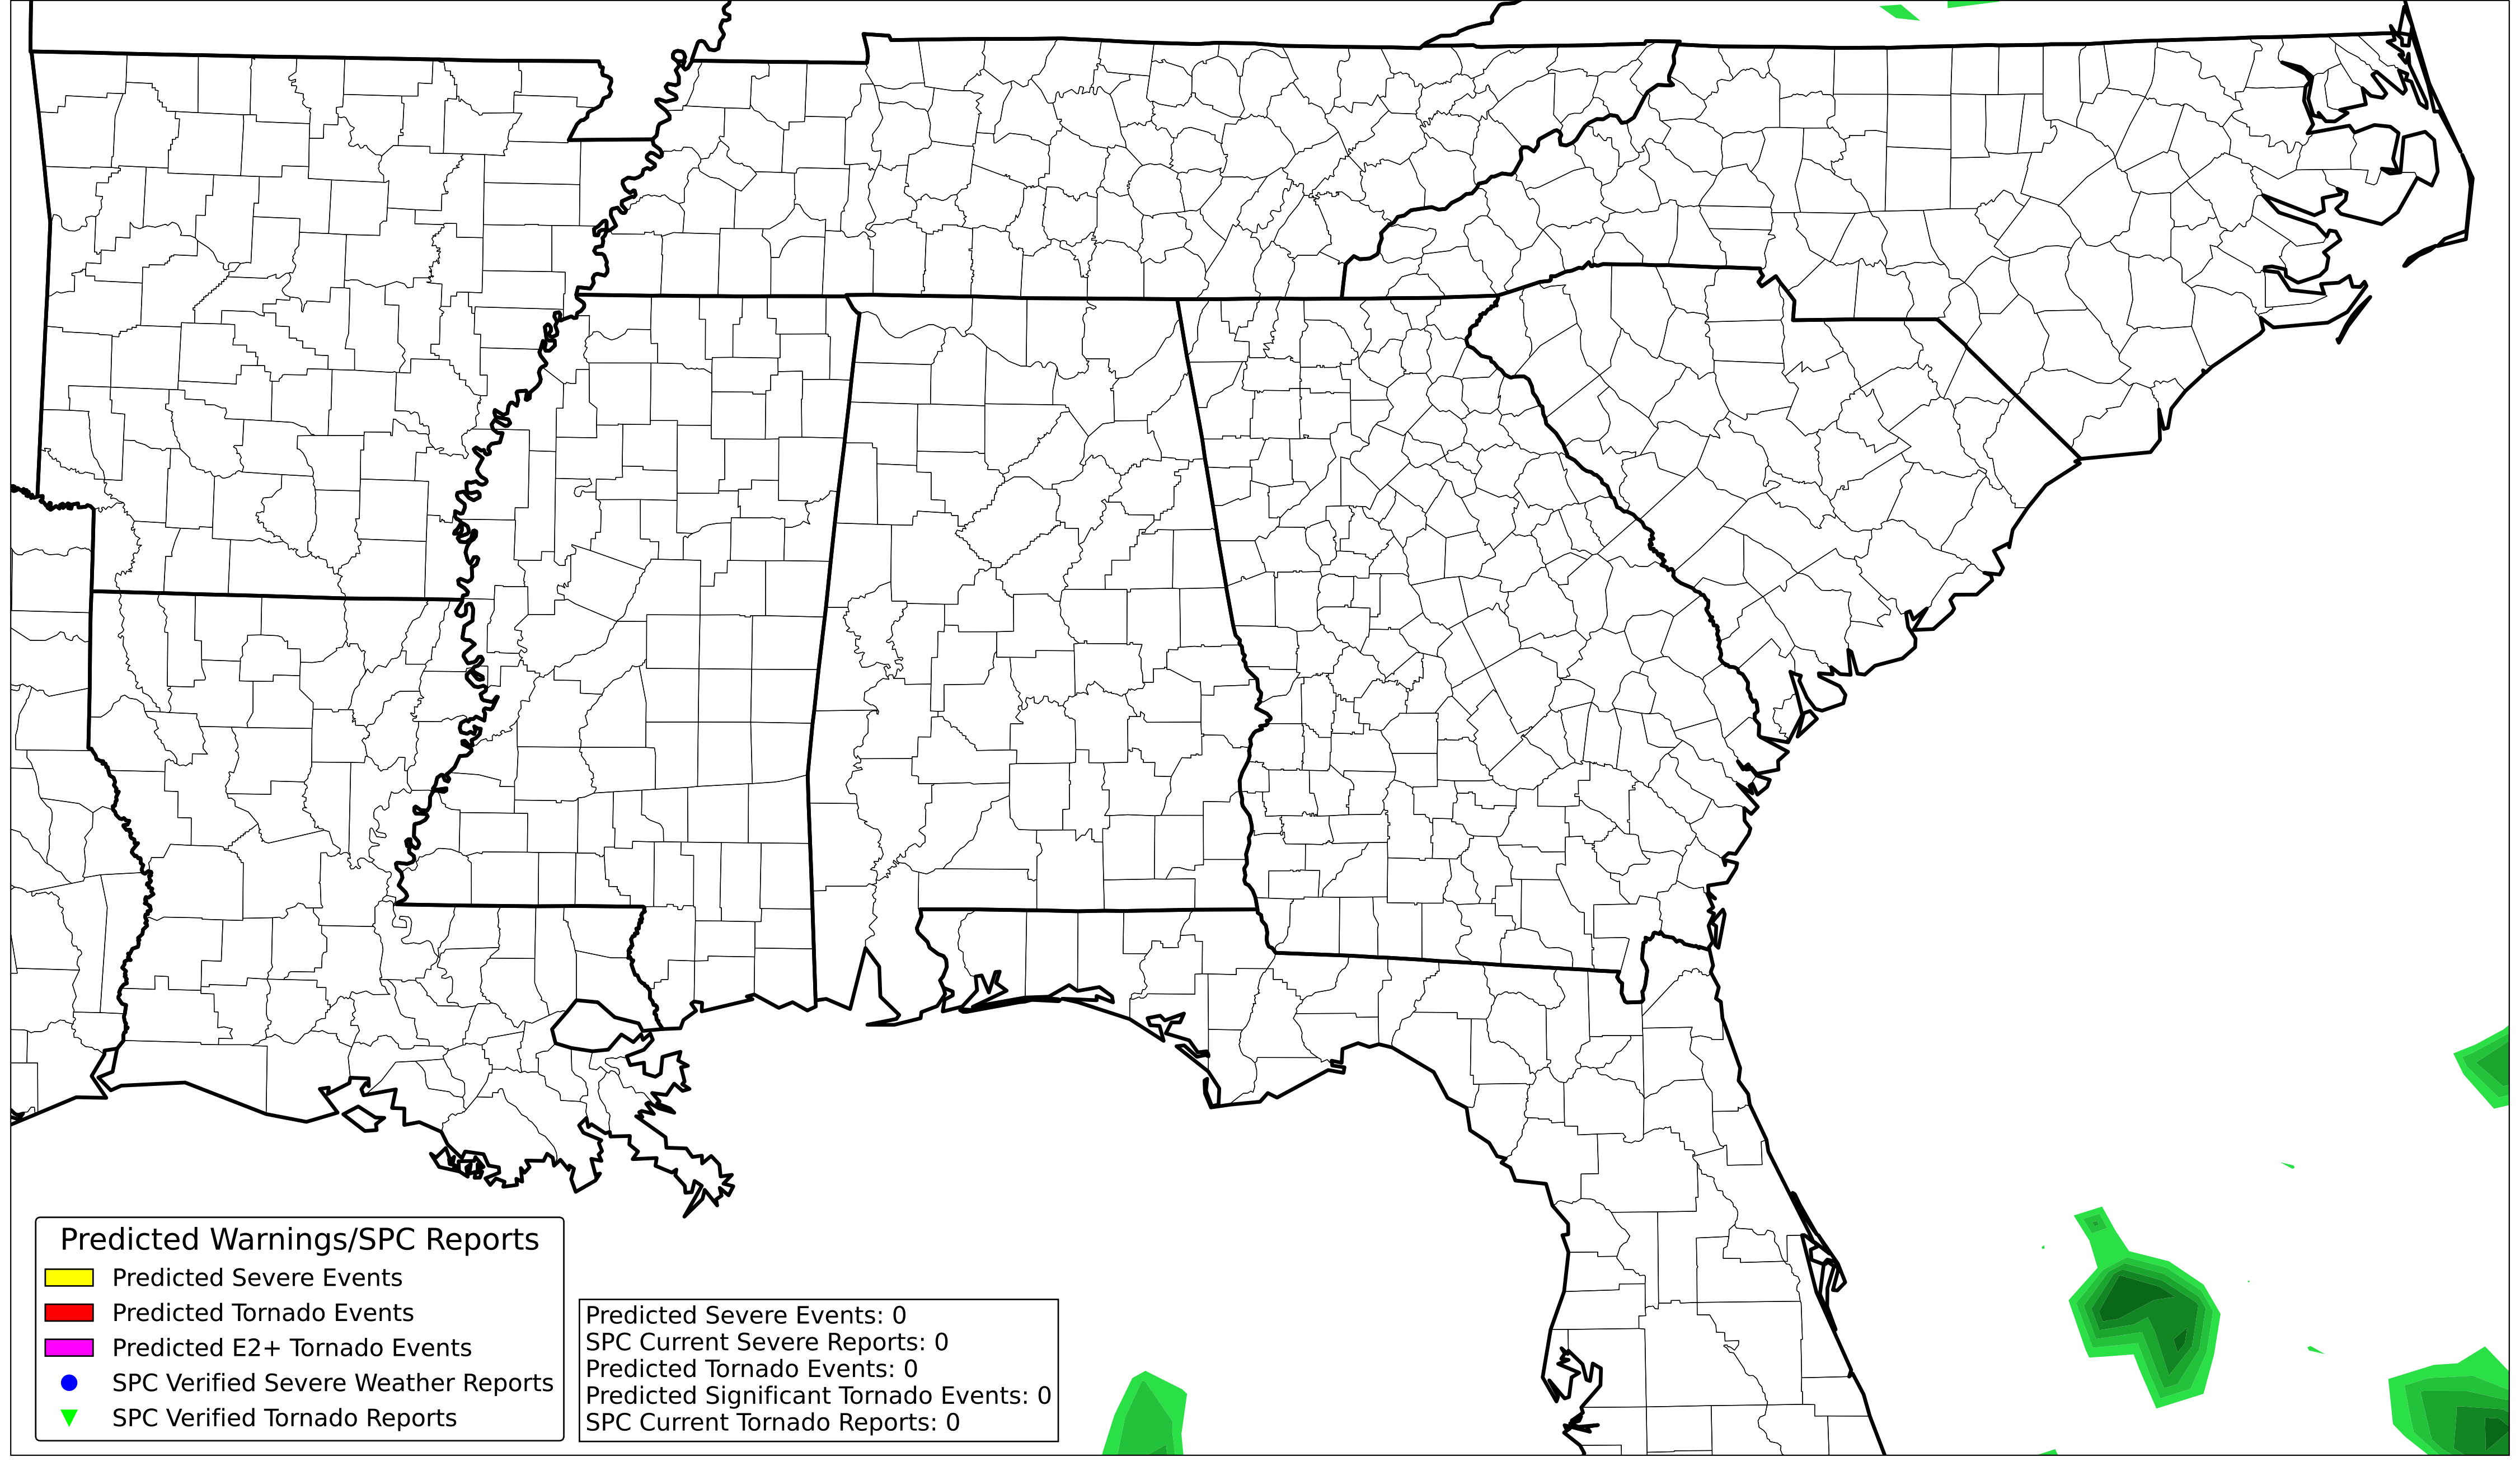 Predicted Warnings/SPC Reports
Predicted Severe Events
Predicted Tornado Events
Predicted E2+ Tornado Events
SPC Verified Severe Weather Reports
SPC Verified Tornado Reports
Predicted Severe Events: 0
SPC Current Severe Reports: 0
Predicted Tornado Events: 0
Predicted Significant Tornado Events: 0
SPC Current Tornado Reports: 0